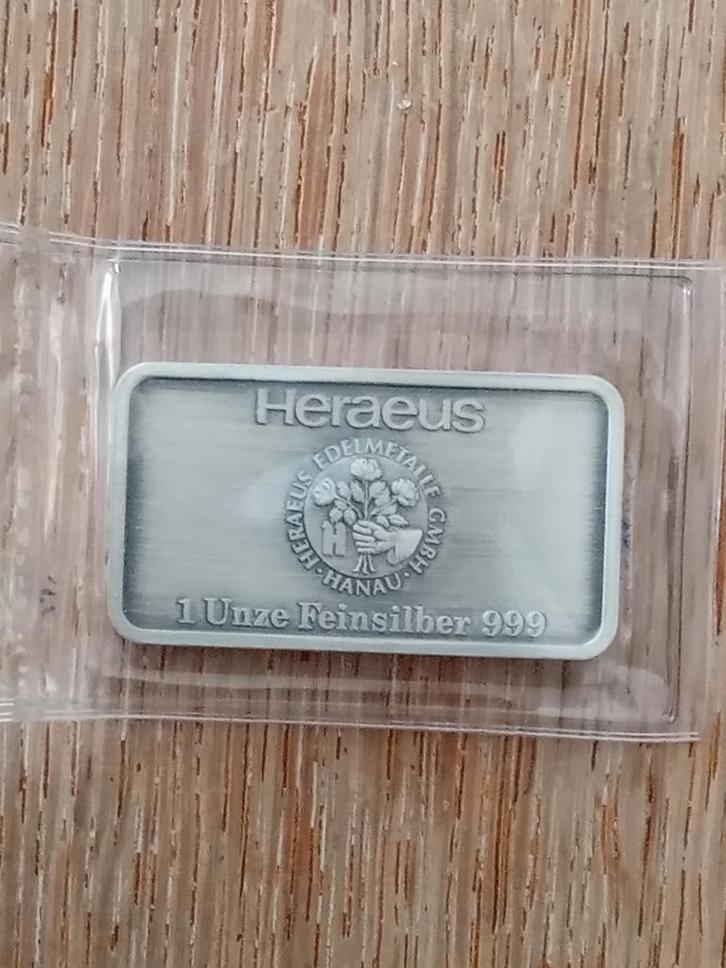 Heraeus
HERAEUS EDELMETALLE GMBH
· HANAU ·
H
1 Unze Feinsilber 999